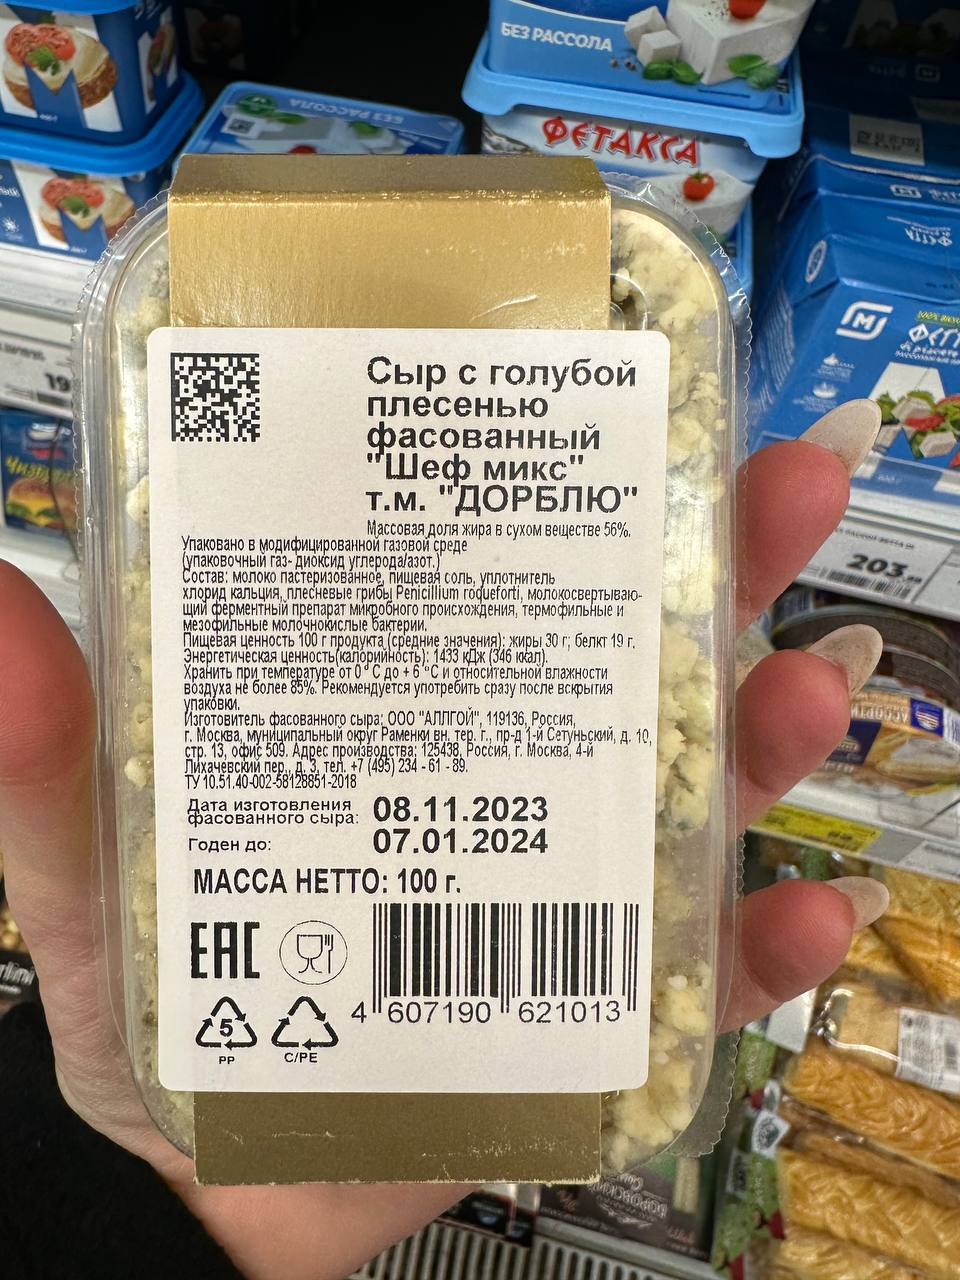 БЕЗ РАССОЛА
БЕЗ РАССОЛА
ФЕТАКСА
19
203
АССОРТИ
Сыр с голубой
плесенью
фасованный
"Шеф микс"
т.м. "ДОРБЛЮ"
Массовая доля жира в сухом веществе 56%.
Упаковано в модифицированной газовой среде
(упаковочный газ- диоксид углерода/азот.)
Состав: молоко пастеризованное, пищевая соль, уплотнитель
хлорид кальция, плесневые грибы Penicillium roqueforti, молокосвертываю-
щий ферментный препарат микробного происхождения, термофильные и
мезофильные молочнокислые бактерии.
Пищевая ценность 100 г продукта (средние значения): жиры 30 г; белкт 19 г.
Энергетическая ценность(калорийность): 1433 кДж (346 ккал).
Хранить при температуре от 0 ° С до + 6 °С и относительной влажности
воздуха не более 85%. Рекомендуется употребить сразу после вскрытия
упаковки.
Изготовитель фасованного сыра: ООО "АЛЛГОЙ", 119136, Россия,
г. Москва, муниципальный округ Раменки вн. тер. г., пр-д 1-й Сетуньский, д. 10,
стр. 13, офис 509. Адрес производства: 125438, Россия, г. Москва, 4-й
Лихачевский пер., д. 3, тел. +7 (495) 234 - 61 - 89.
ТУ 10.51.40-002-58128851-2018
Дата изготовления
фасованного сыра: 08.11.2023
Годен до: 07.01.2024
МАССА НЕТТО: 100 г.
EAC
4 607190 621013
5
PP
C/PE